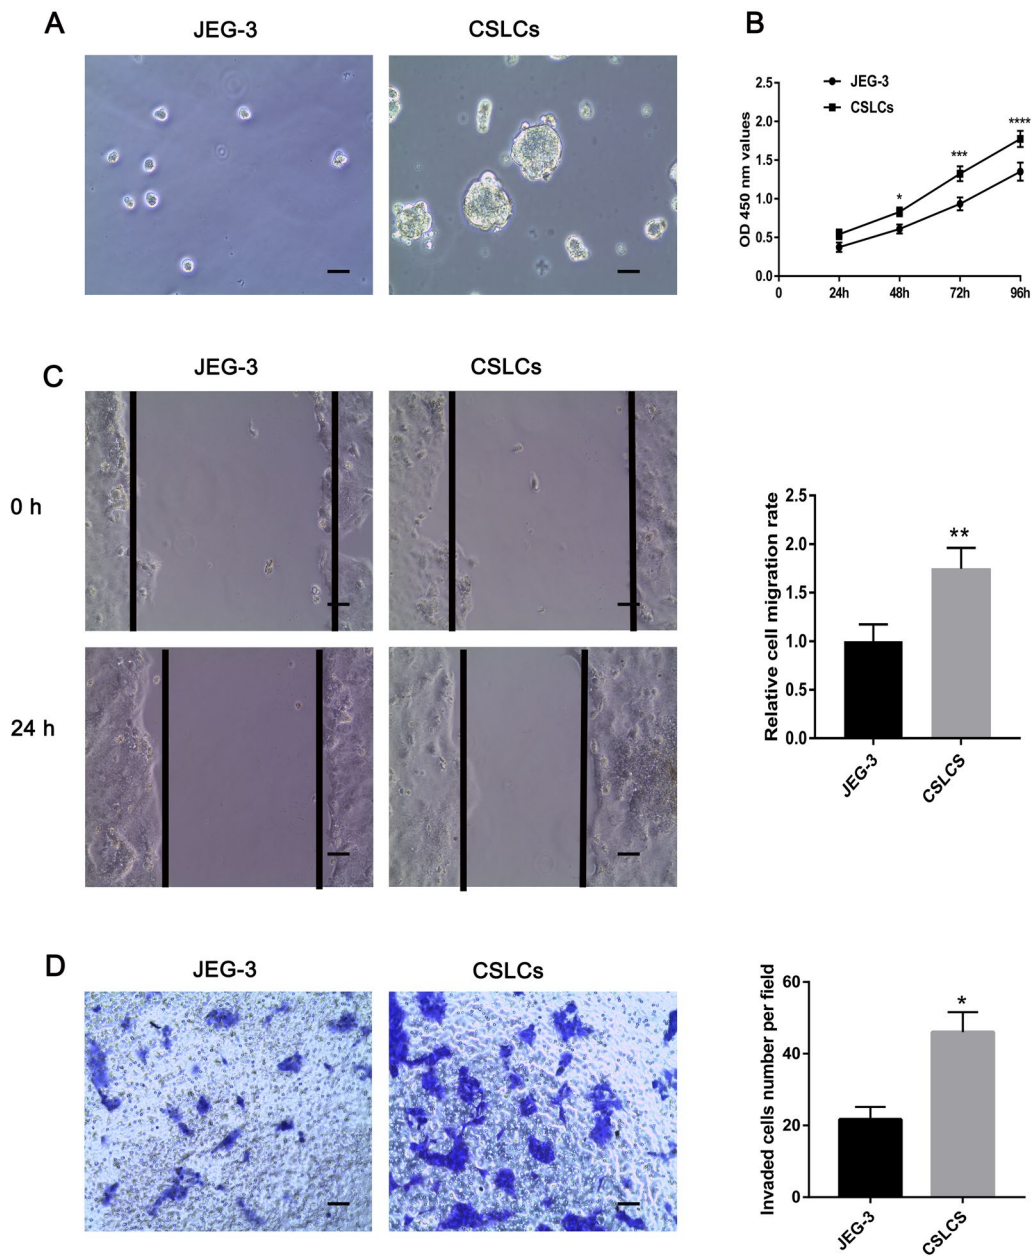 A
JEG-3
CSLCs
B
OD 450 nm values
2.5
2.0
1.5
1.0
0.5
0.0
JEG-3
CSLCs
*
***
****
0
24h
48h
72h
96h
C
JEG-3
CSLCs
0 h
24 h
Relative cell migration rate
2.5
2.0
1.5
1.0
0.5
0.0
**
JEG-3
CSLCS
D
JEG-3
CSLCs
Invaded cells number per field
60
40
20
0
*
JEG-3
CSLCS